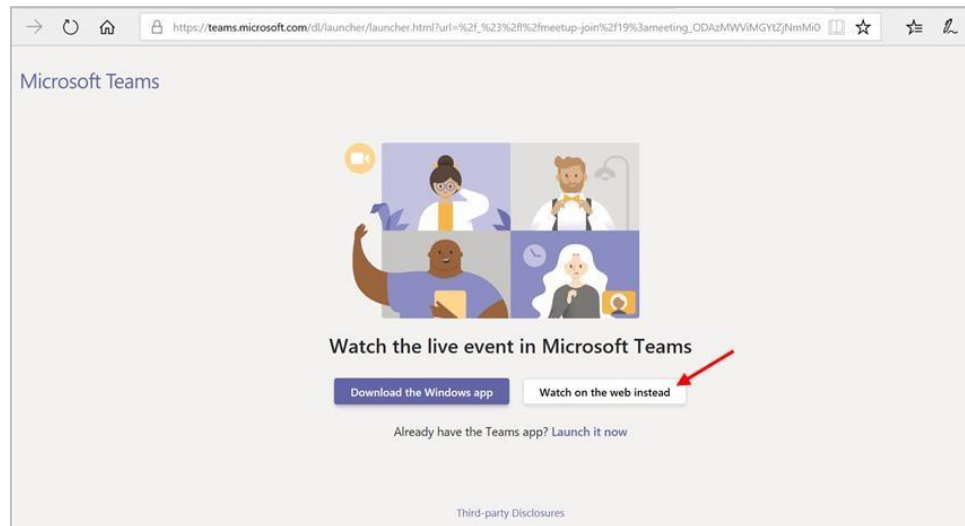 https://teams.microsoft.com/dl/launcher/launcher.html?url=%2f_%23%2fl%2fmeetup-join%2f19%3ameeting_ODAzMWViMGYtZjNmMi0
Microsoft Teams
Watch the live event in Microsoft Teams
Download the Windows app Watch on the web instead
Already have the Teams app? Launch it now
Third-party Disclosures